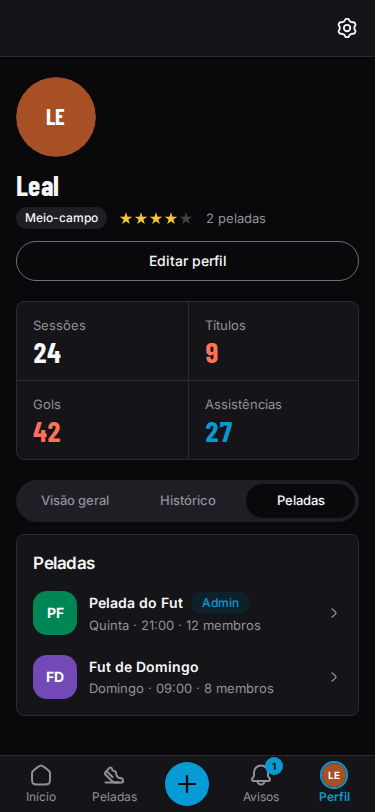 LE
Leal
Meio-campo ★★★★★ 2 peladas
Editar perfil
Sessões Títulos
24 9
Gols Assistências
42 27
Visão geral Histórico Peladas
Peladas
PF Pelada do Fut Admin
Quinta · 21:00 · 12 membros
FD Fut de Domingo
Domingo · 09:00 · 8 membros
1 LE
Início Peladas Avisos Perfil